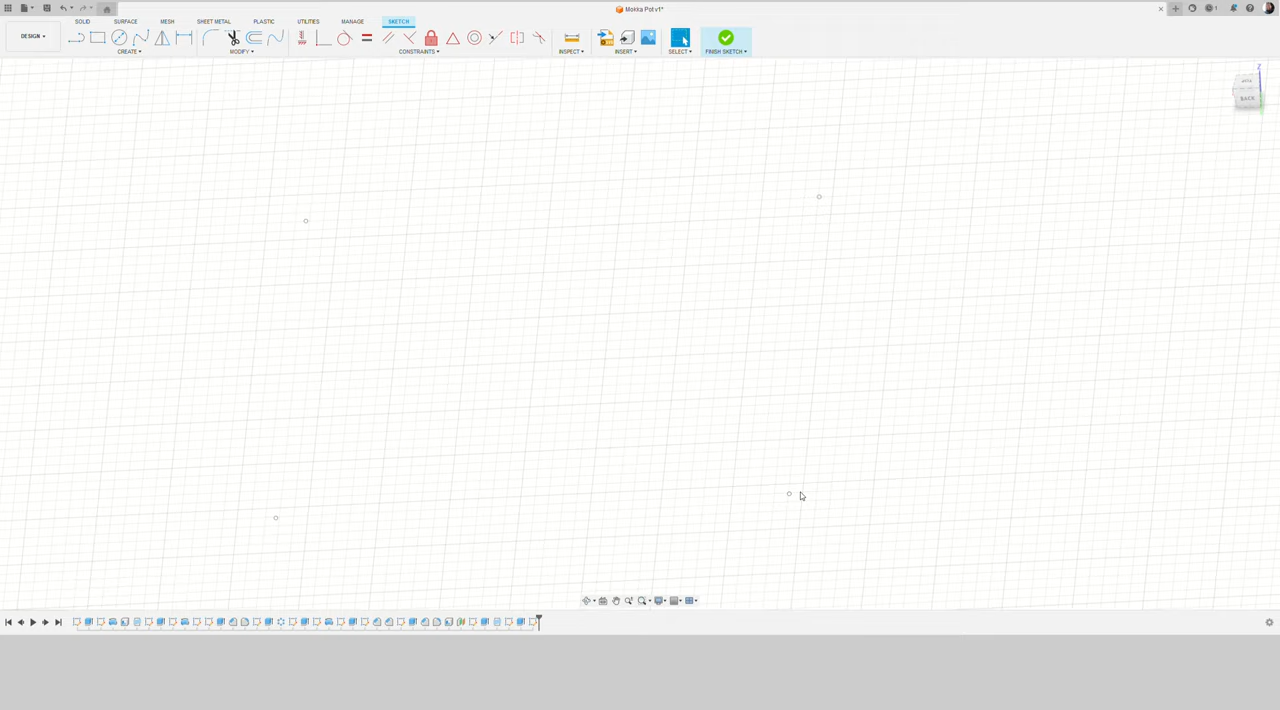 Mokka Pot v1*
SOLID SURFACE MESH SHEET METAL PLASTIC UTILITIES MANAGE SKETCH
DESIGN
CREATE MODIFY CONSTRAINTS INSPECT INSERT SELECT FINISH SKETCH
1
Z
BACK